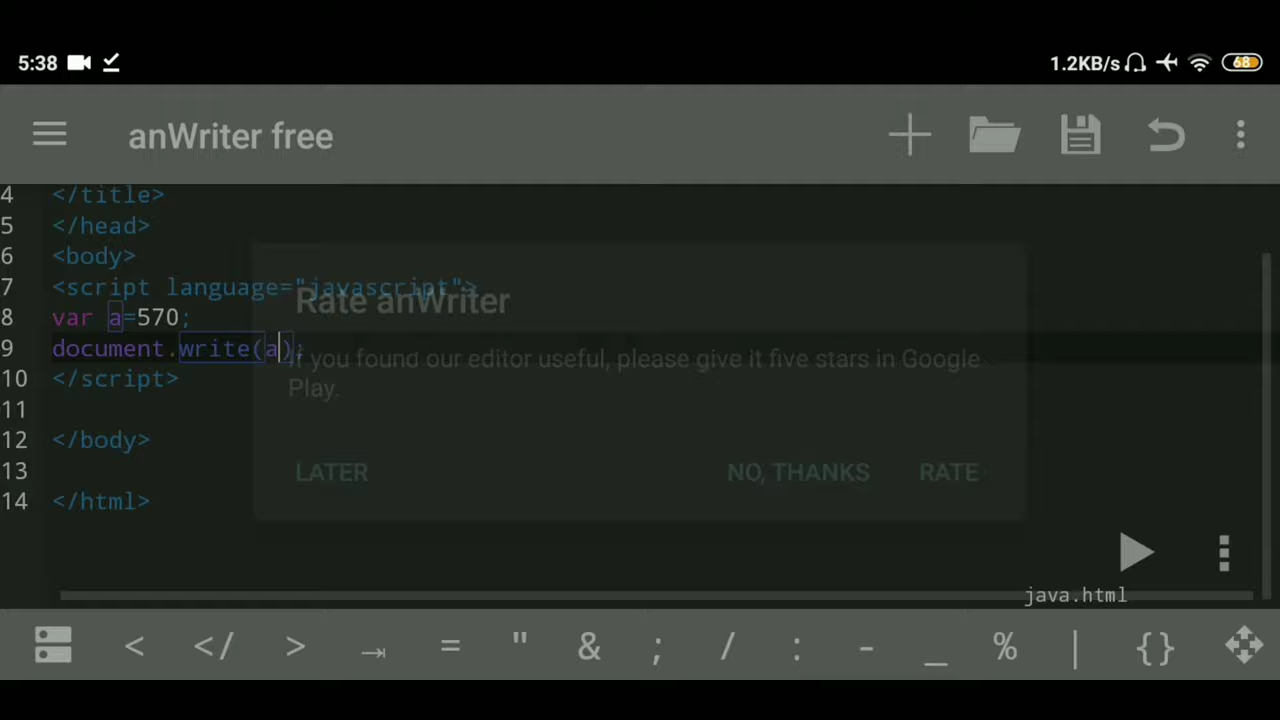 5:38 1.2KB/s 68
anWriter free
4 </title>
5 </head>
6 <body>
7 <script language="javascript">
Rate anWriter
8 var a=570;
9 document.write(a);
If you found our editor useful, please give it five stars in Google
Play.
10 </script>
11
12 </body>
13
LATER NO, THANKS RATE
14 </html>
java.html
< </ > = " & ; / : - _ % | {}